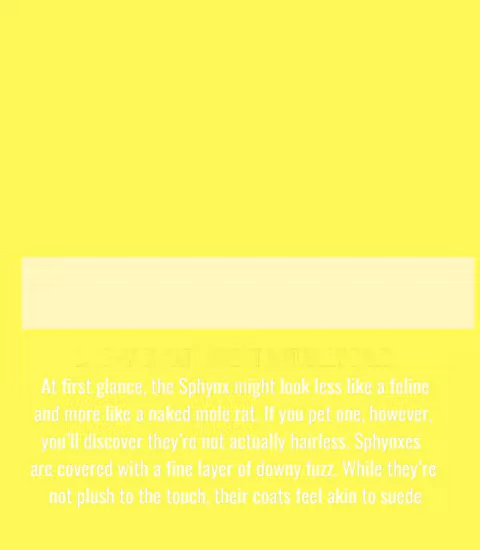 At first glance, the Sphynx might look less like a feline
and more like a naked mole rat. If you pet one, however,
you'll discover they're not actually hairless. Sphynxes
are covered with a fine layer of downy fuzz. While they're
not plush to the touch, their coats feel akin to suede